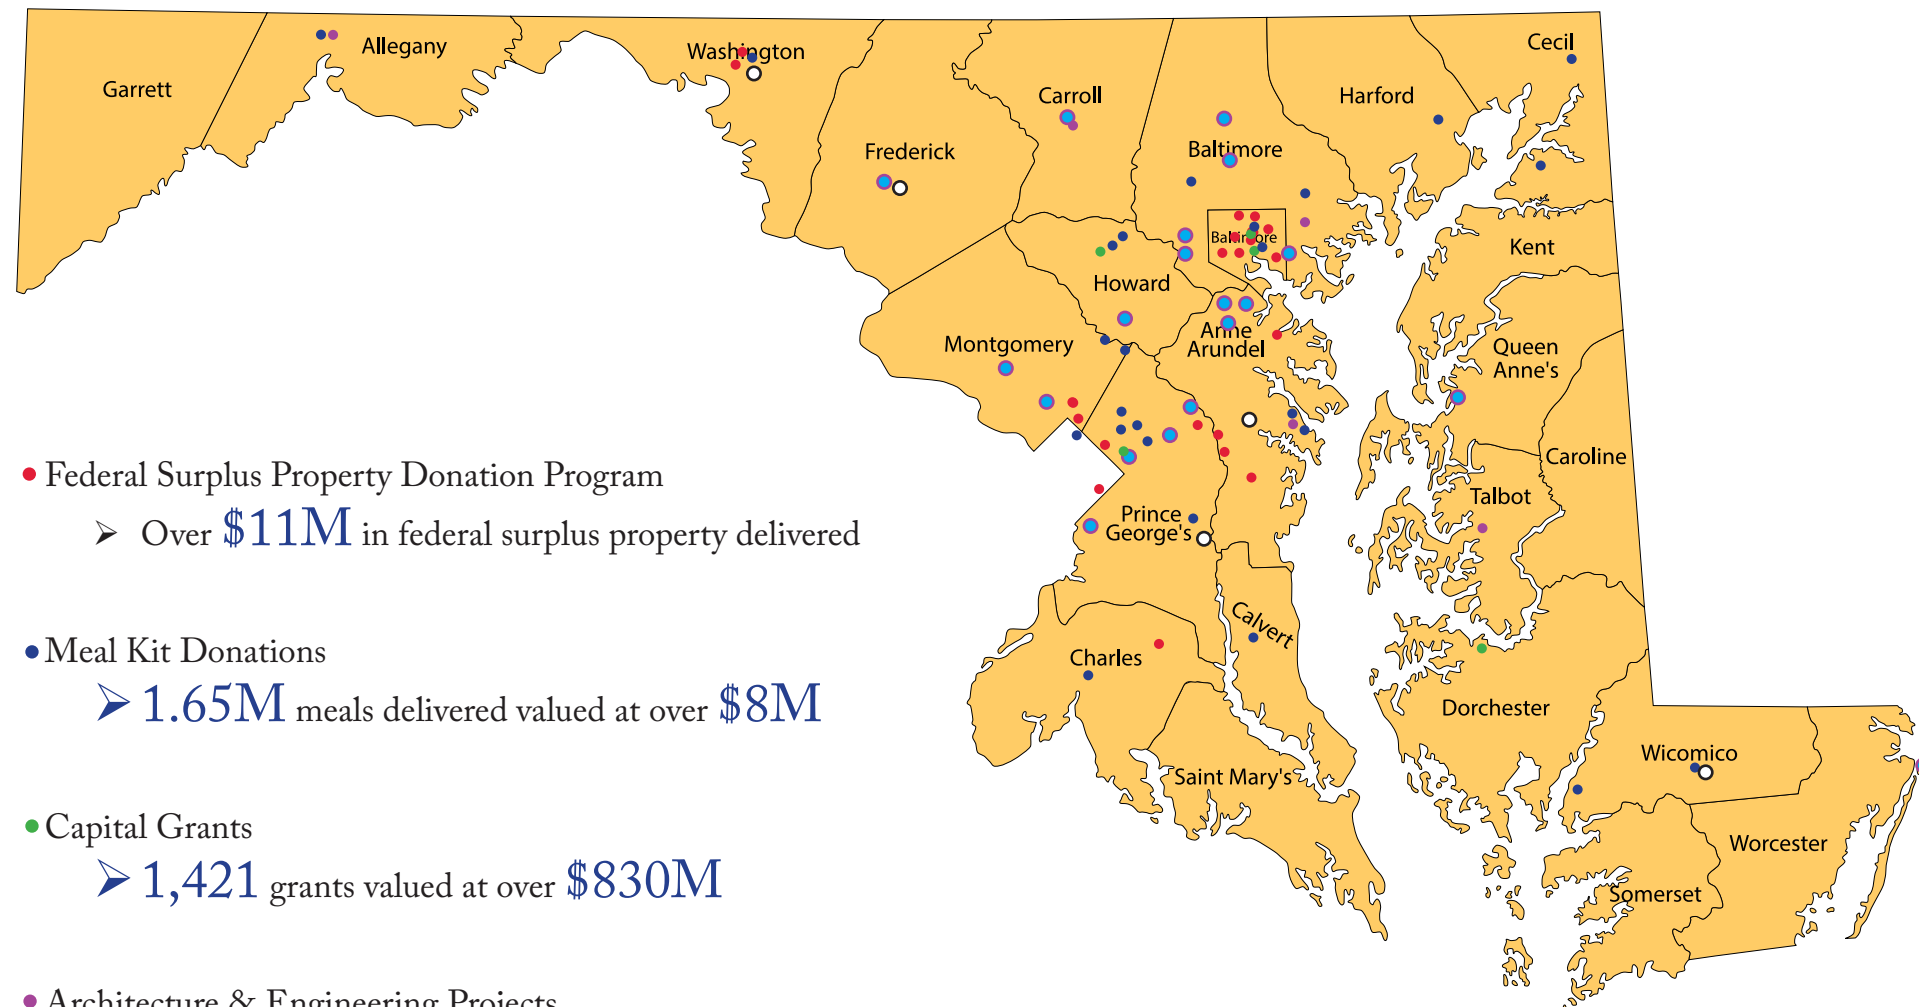 Garrett
Allegany
Washington
Frederick
Carroll
Baltimore
Harford
Cecil
Baltimore
Kent
Howard
Montgomery
Anne
Arundel
Queen
Anne's
Caroline
Talbot
Prince
George's
Calvert
Charles
Saint Mary's
Dorchester
Wicomico
Worcester
Somerset
• Federal Surplus Property Donation Program
➢ Over $11M in federal surplus property delivered
• Meal Kit Donations
➢ 1.65M meals delivered valued at over $8M
• Capital Grants
➢ 1,421 grants valued at over $830M
• Architecture & Engineering Projects